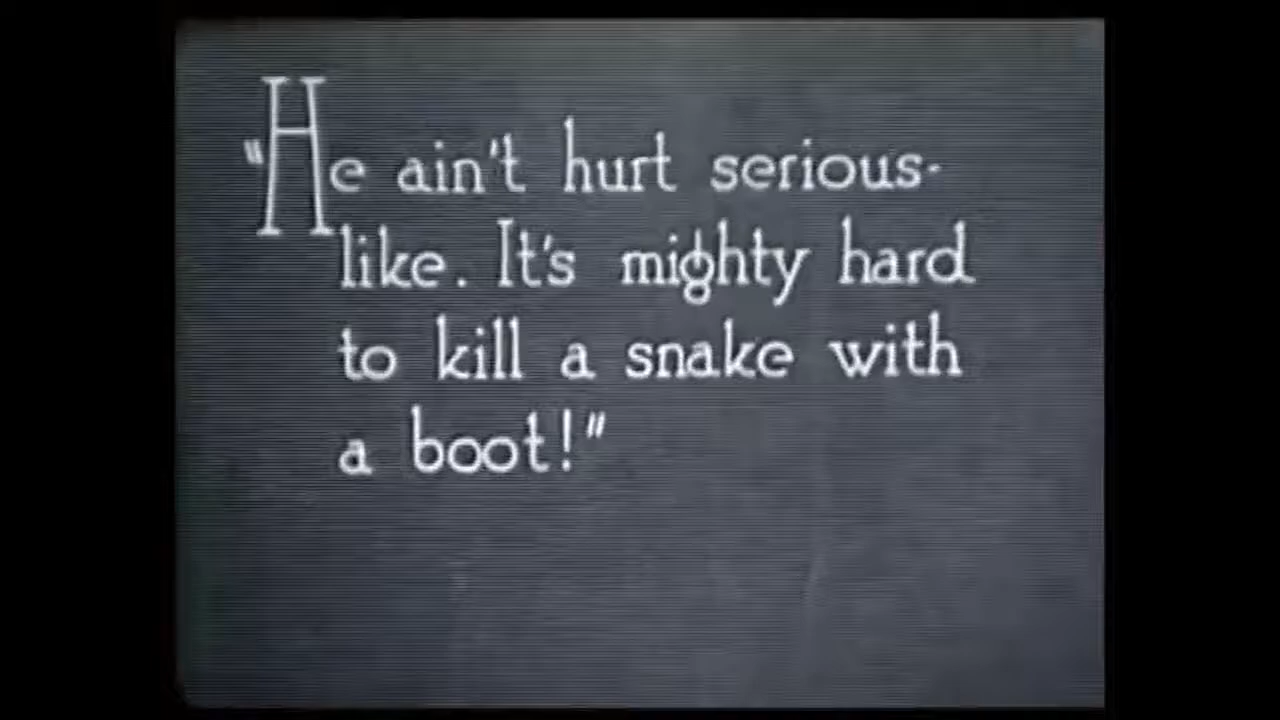 "He ain't hurt serious-
like. It's mighty hard
to kill a snake with
a boot!"